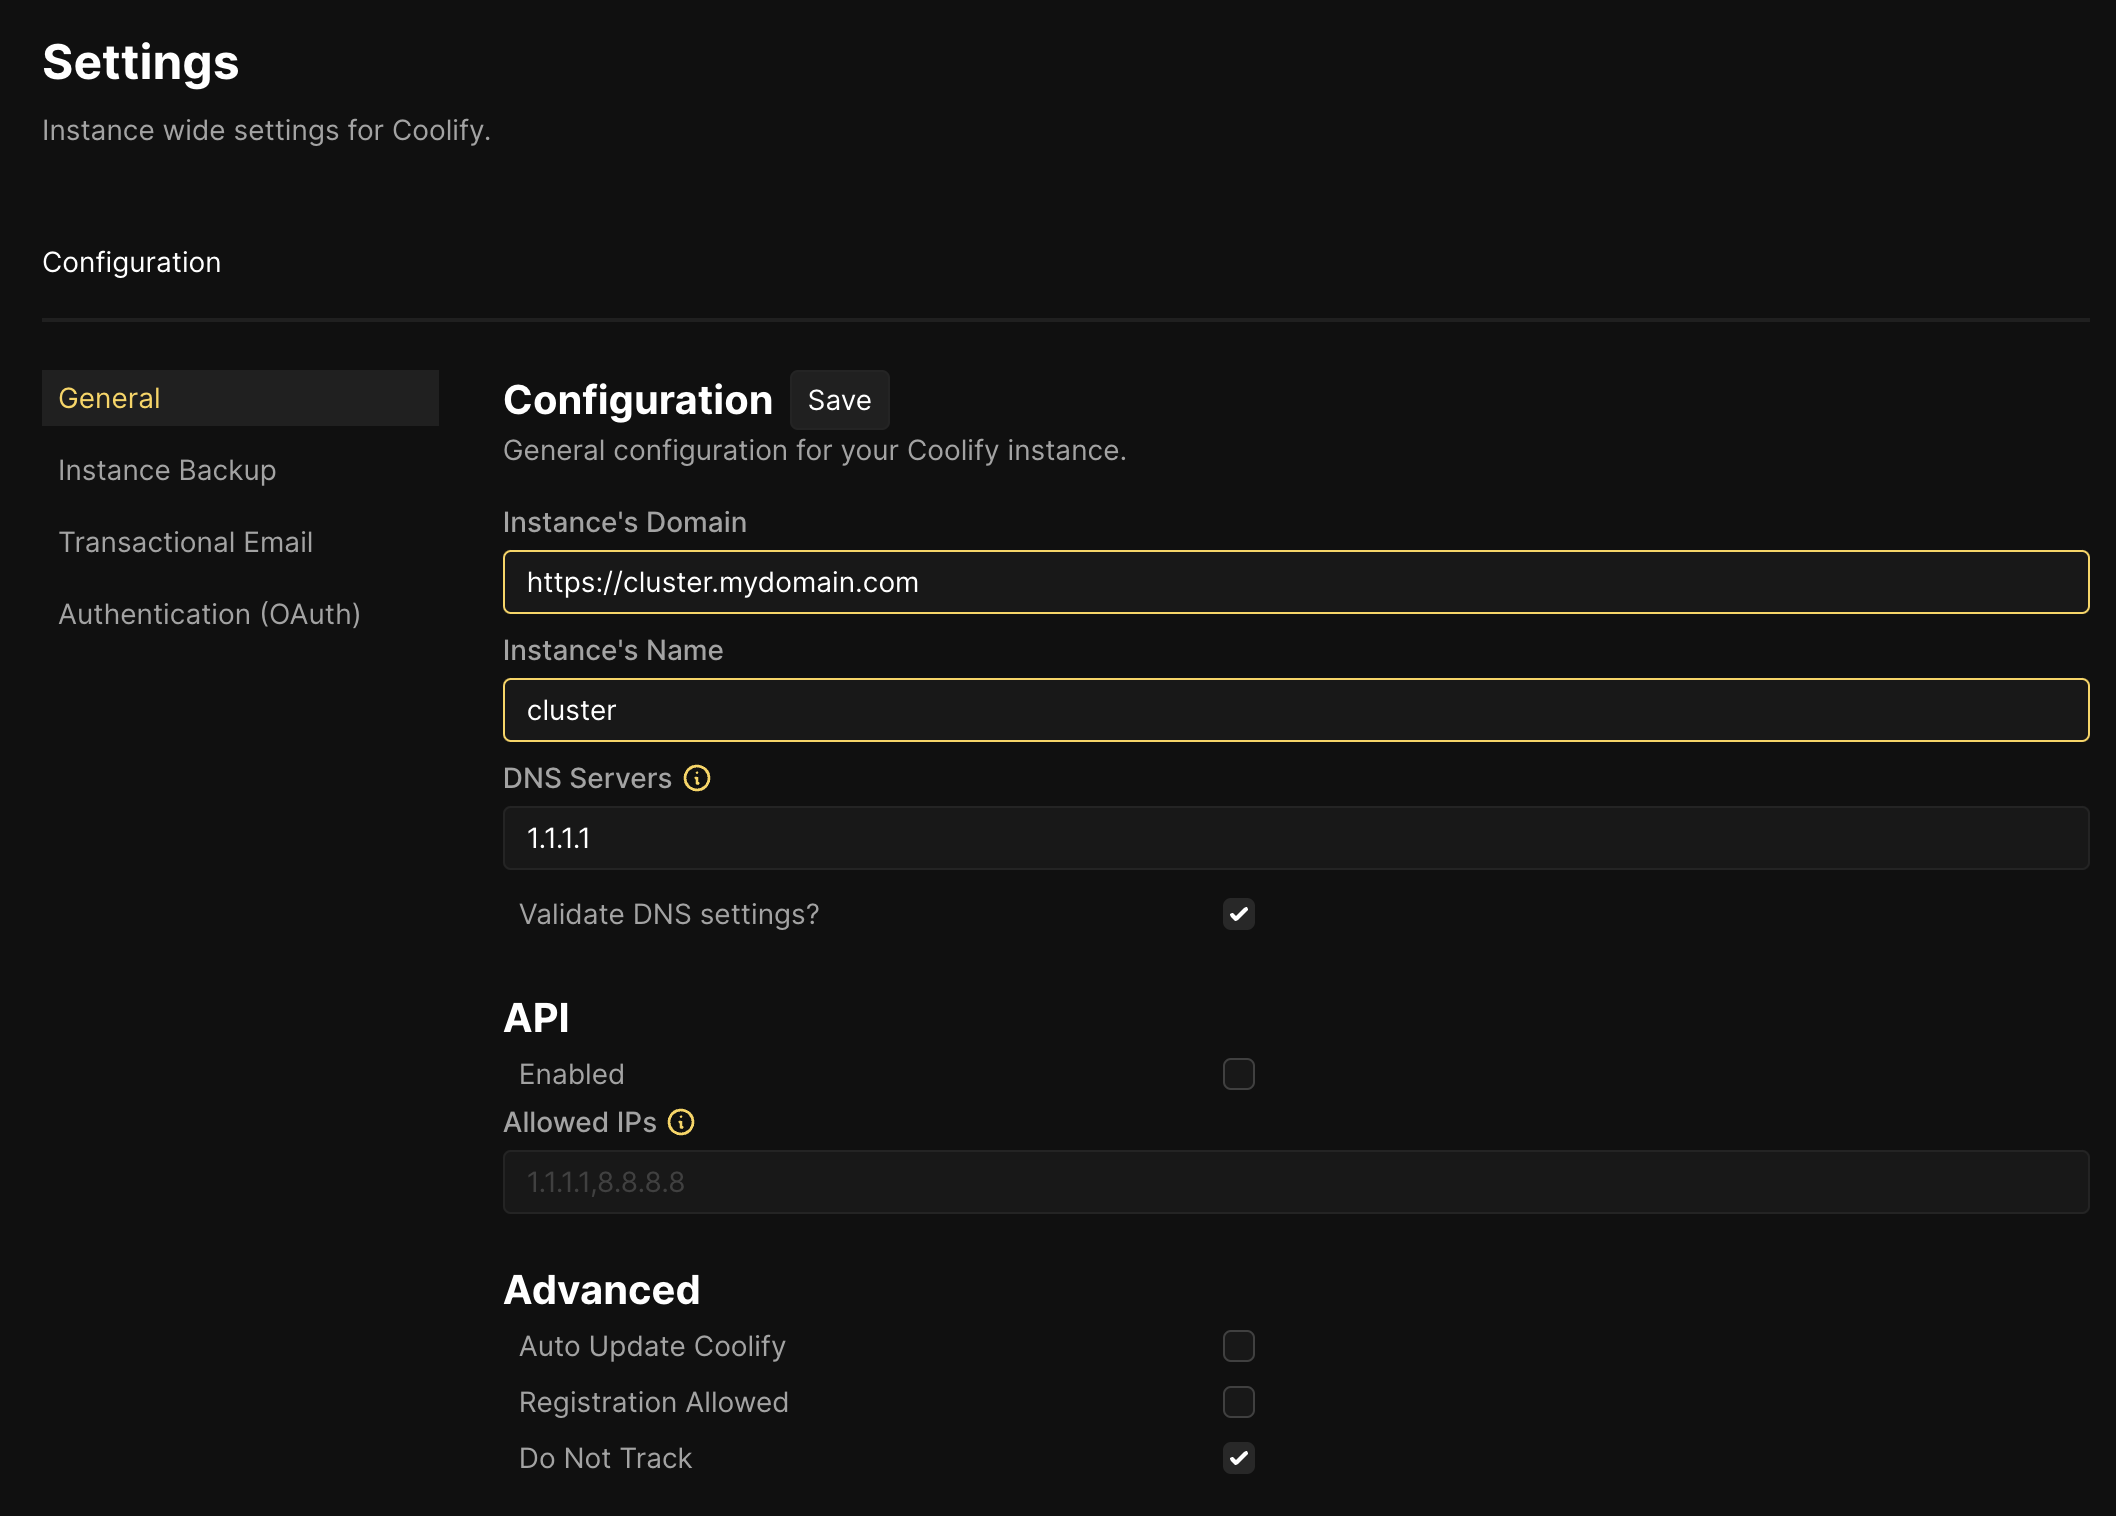 Settings
Instance wide settings for Coolify.
Configuration
General
Instance Backup
Transactional Email
Authentication (OAuth)
Configuration Save
General configuration for your Coolify instance.
Instance's Domain
https://cluster.mydomain.com
Instance's Name
cluster
DNS Servers
1.1.1.1
Validate DNS settings?
API
Enabled
Allowed IPs
1.1.1.1,8.8.8.8
Advanced
Auto Update Coolify
Registration Allowed
Do Not Track